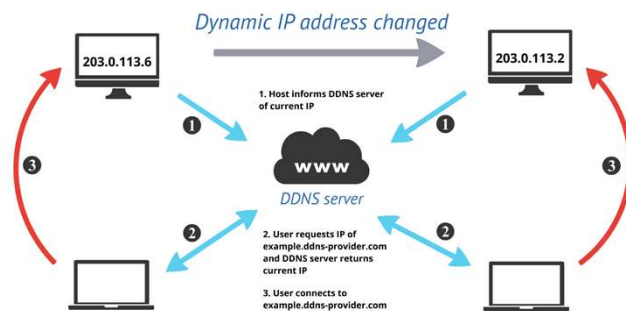 Dynamic IP address changed
203.0.113.6
203.0.113.2
1. Host informs DDNS server
of current IP
1
1
3
3
www
DDNS server
2
2
2. User requests IP of
example.ddns-provider.com
and DDNS server returns
current IP
3. User connects to
example.ddns-provider.com